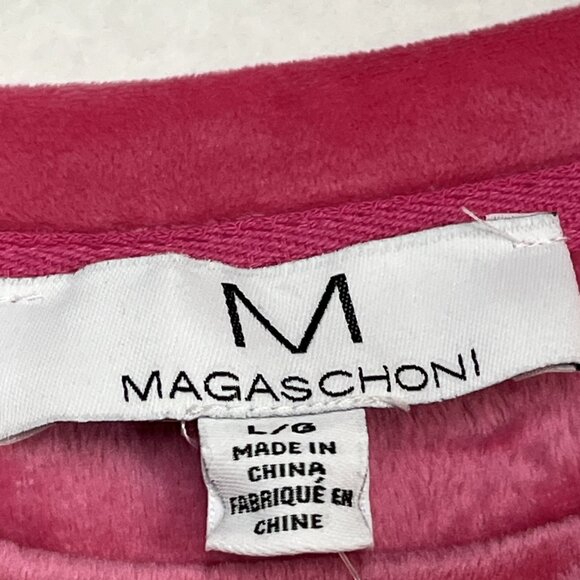 M
MAGASCHONI
L/G
MADE IN
CHINA
FABRIQUÉ EN
CHINE